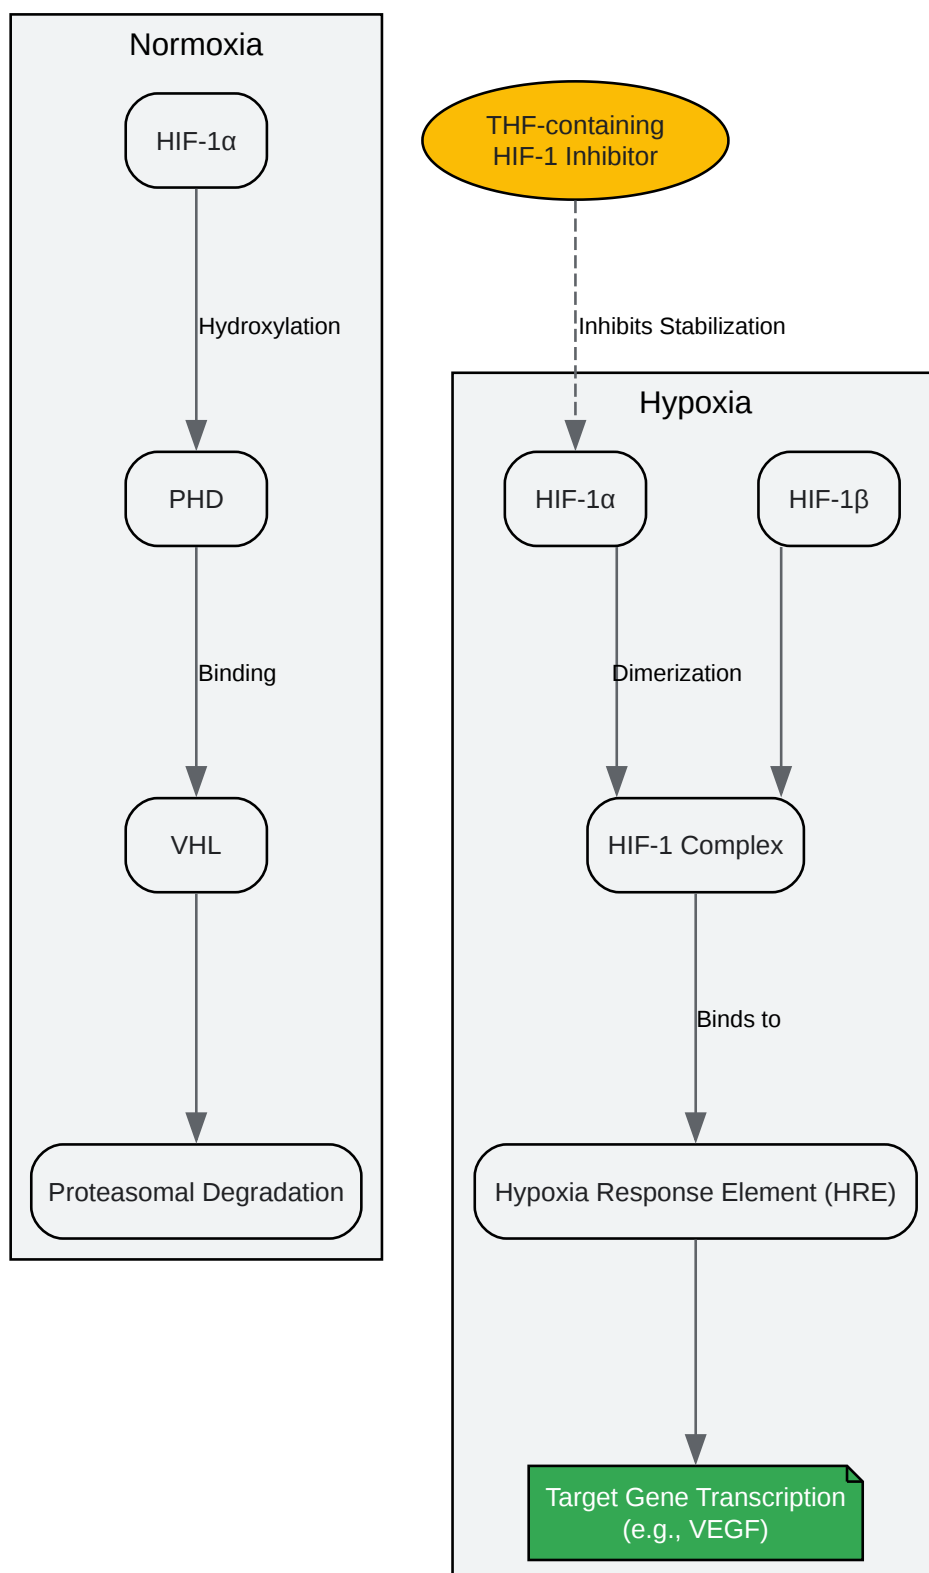 Normoxia
HIF-1α
Hydroxylation
PHD
Binding
VHL
Proteasomal Degradation
THF-containing
HIF-1 Inhibitor
Inhibits Stabilization
Hypoxia
HIF-1α
HIF-1β
Dimerization
HIF-1 Complex
Binds to
Hypoxia Response Element (HRE)
Target Gene Transcription
(e.g., VEGF)